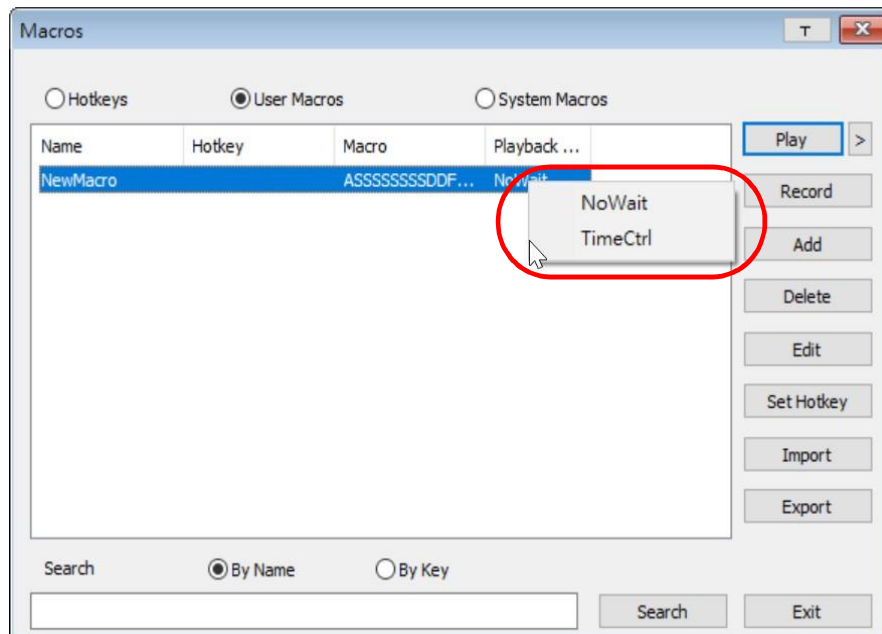 Macros
T
Hotkeys User Macros System Macros
Name Hotkey Macro Playback ...
NewMacro ASSSSSSSSDDF... NoWait
NoWait
TimeCtrl
Play >
Record
Add
Delete
Edit
Set Hotkey
Import
Export
Search By Name By Key
Search Exit